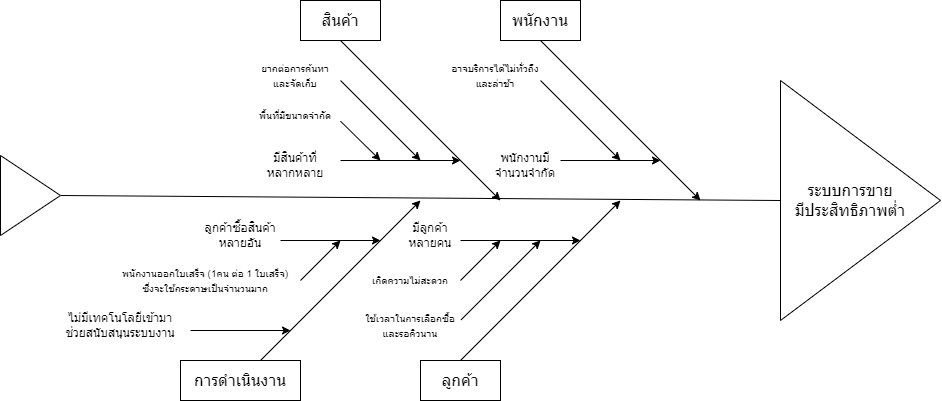 สินค้า
พนักงาน
ยากต่อการค้นหา
และจัดเก็บ
อาจบริการได้ไม่ทั่วถึง
และล่าช้า
พื้นที่มีขนาดจำกัด
มีสินค้าที่
หลากหลาย
พนักงานมี
จำนวนจำกัด
ระบบการขาย
มีประสิทธิภาพต่ำ
ลูกค้าซื้อสินค้า
หลายอัน
มีลูกค้า
หลายคน
พนักงานออกใบเสร็จ (1คน ต่อ 1 ใบเสร็จ)
ซึ่งจะใช้กระดาษเป็นจำนวนมาก
เกิดความไม่สะดวก
ไม่มีเทคโนโลยีเข้ามา
ช่วยสนับสนุนระบบงาน
ใช้เวลาในการเลือกซื้อ
และรอคิวนาน
การดำเนินงาน
ลูกค้า